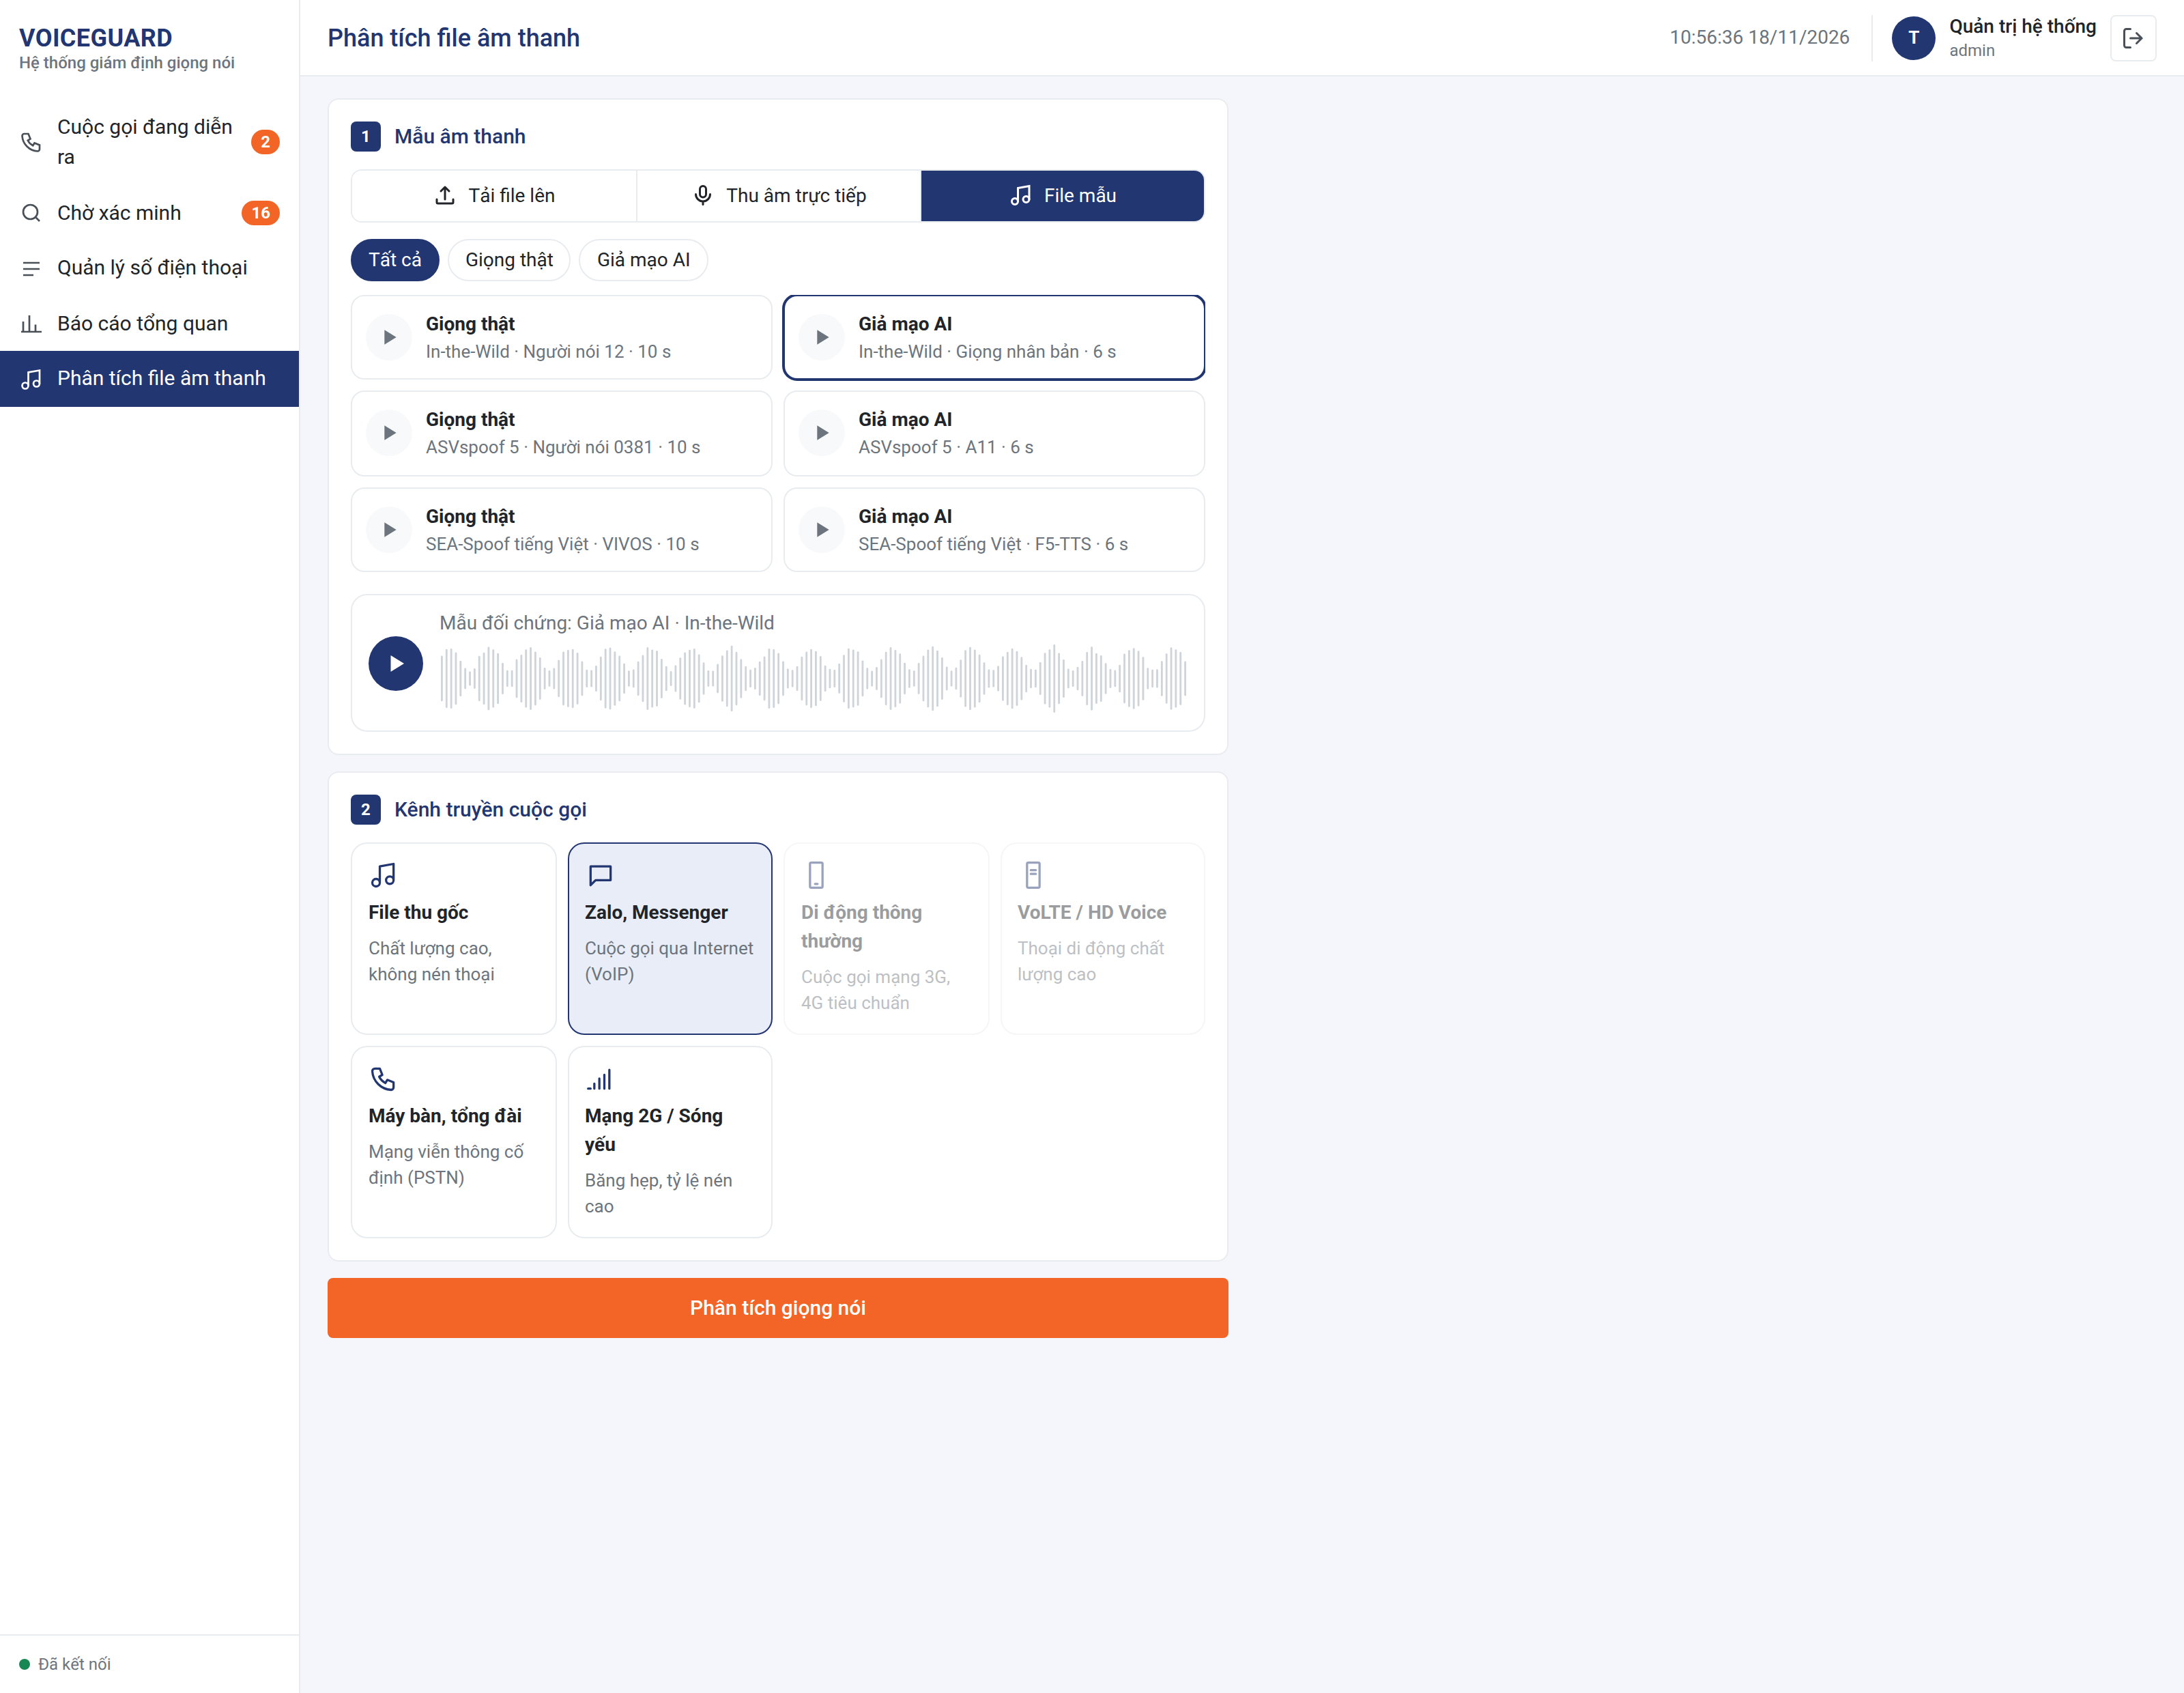 VOICEGUARD
Hệ thống giám định giọng nói
Cuộc gọi đang diễn
ra
2
Chờ xác minh
16
Quản lý số điện thoại
Báo cáo tổng quan
Phân tích file âm thanh
Đã kết nối
Phân tích file âm thanh
10:56:36 18/11/2026
T
Quản trị hệ thống
admin
1
Mẫu âm thanh
Tải file lên
Thu âm trực tiếp
File mẫu
Tất cả
Giọng thật
Giả mạo AI
Giọng thật
In-the-Wild · Người nói 12 · 10 s
Giả mạo AI
In-the-Wild · Giọng nhân bản · 6 s
Giọng thật
ASVspoof 5 · Người nói 0381 · 10 s
Giả mạo AI
ASVspoof 5 · A11 · 6 s
Giọng thật
SEA-Spoof tiếng Việt · VIVOS · 10 s
Giả mạo AI
SEA-Spoof tiếng Việt · F5-TTS · 6 s
Mẫu đối chứng: Giả mạo AI · In-the-Wild
2
Kênh truyền cuộc gọi
File thu gốc
Chất lượng cao,
không nén thoại
Zalo, Messenger
Cuộc gọi qua Internet
(VoIP)
Di động thông
thường
Cuộc gọi mạng 3G,
4G tiêu chuẩn
VoLTE / HD Voice
Thoại di động chất
lượng cao
Máy bàn, tổng đài
Mạng viễn thông cố
định (PSTN)
Mạng 2G / Sóng
yếu
Băng hẹp, tỷ lệ nén
cao
Phân tích giọng nói